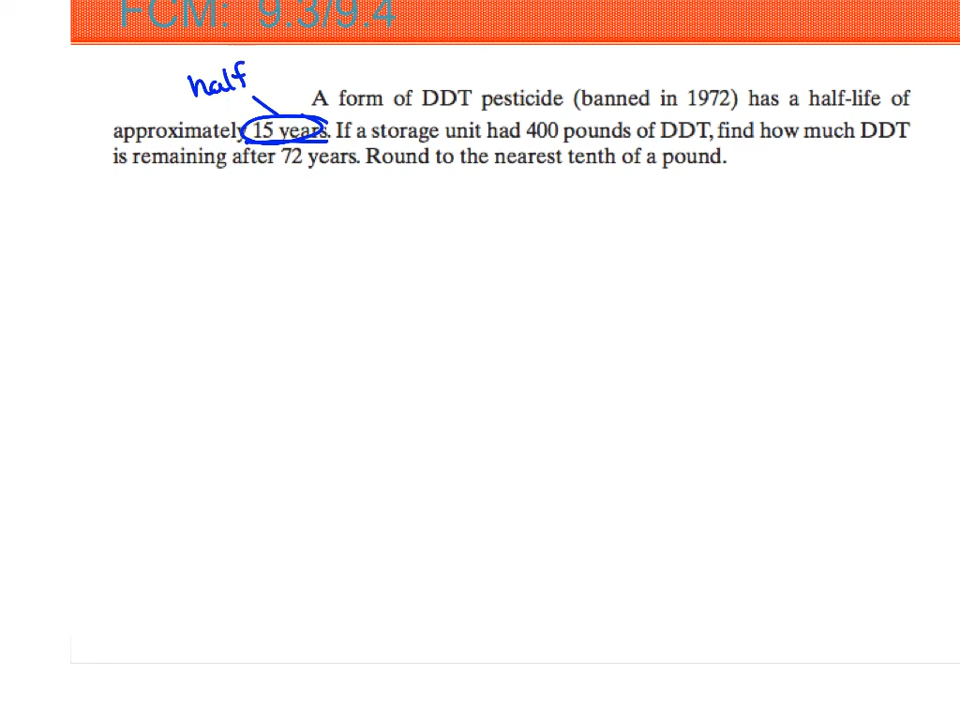 FCM: 9.3/9.4
half
A form of DDT pesticide (banned in 1972) has a half-life of
approximately 15 years. If a storage unit had 400 pounds of DDT, find how much DDT
is remaining after 72 years. Round to the nearest tenth of a pound.